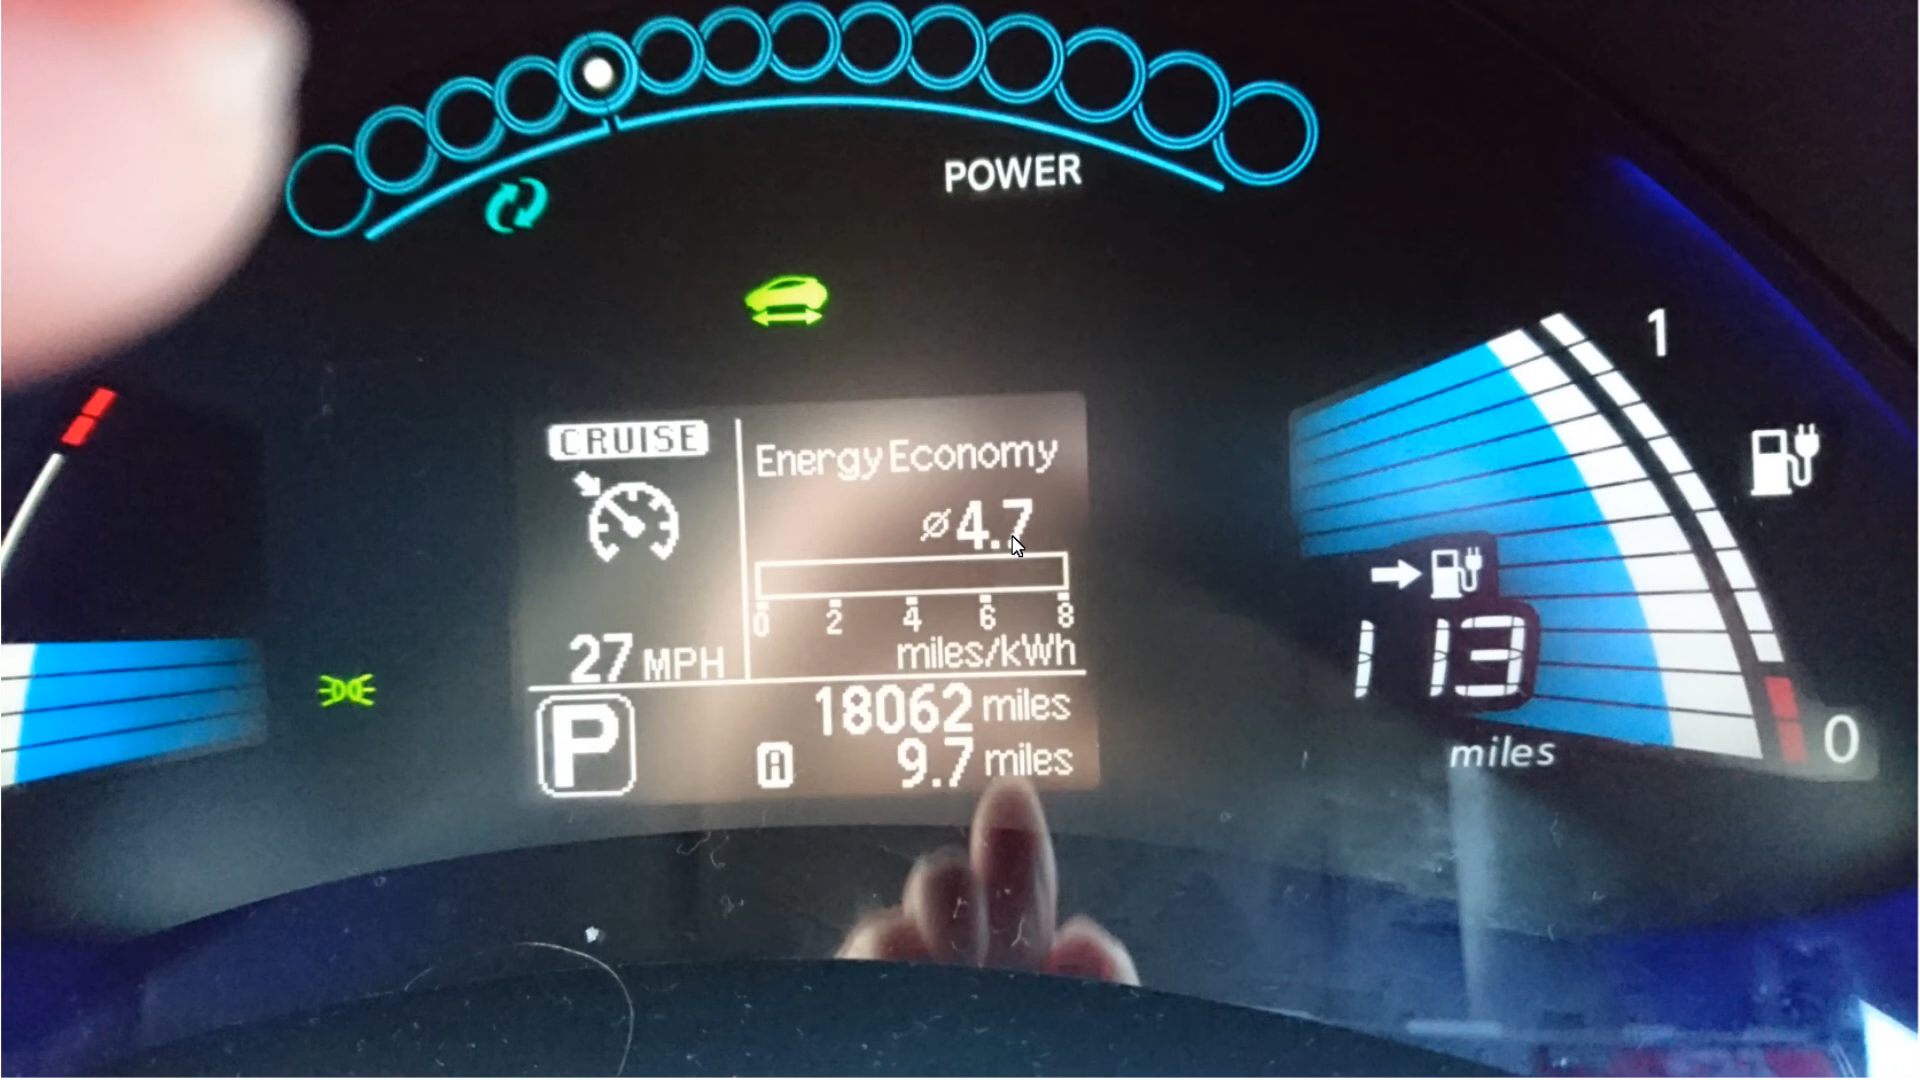 POWER
1
CRUISE
Energy Economy
ø4.7
0 2 4 6 8
miles/kWh
27 MPH
113
miles
0
P
18062 miles
A 9.7 miles